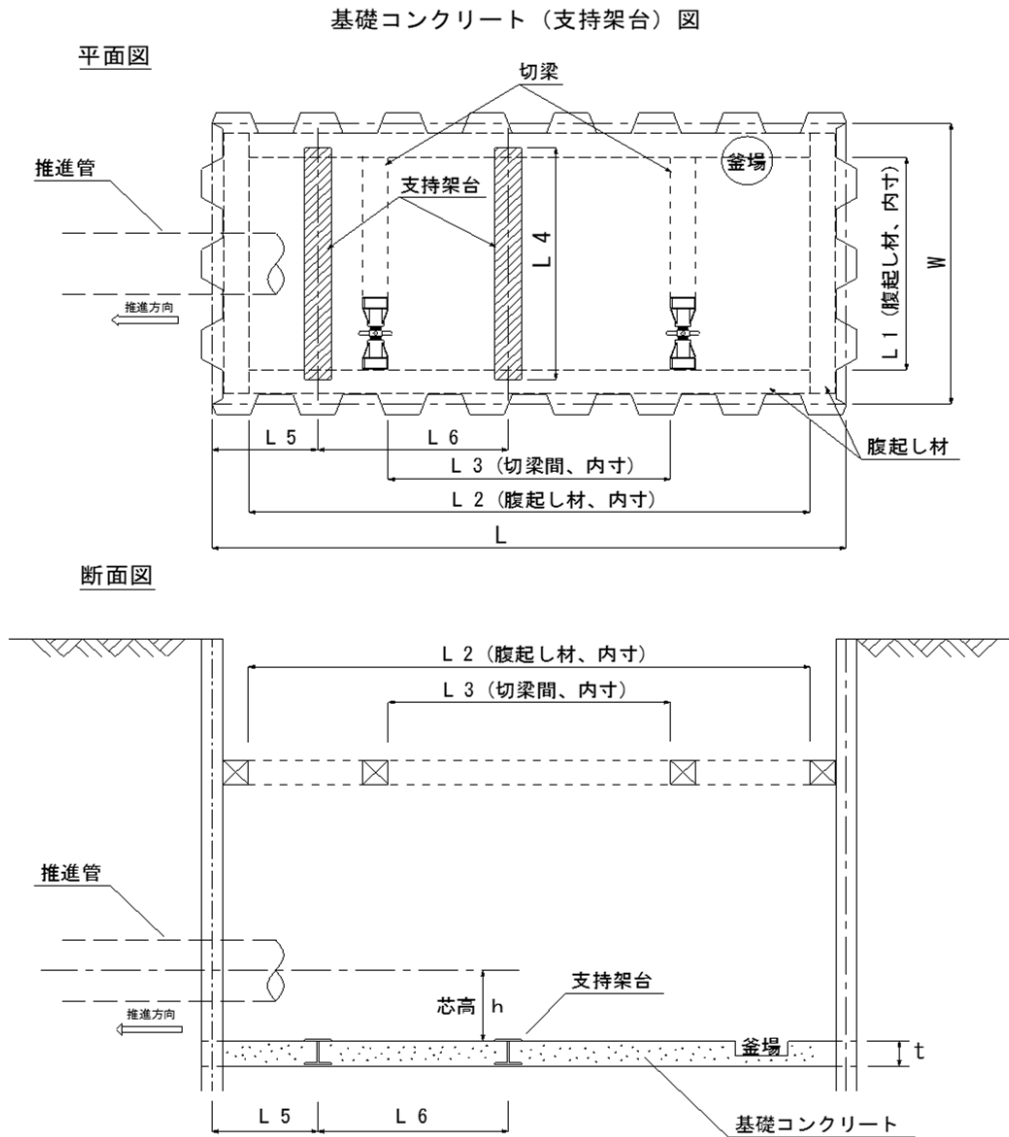 基礎コンクリート（支持架台）図
平面図
切梁
推進管
支持架台
釜場
推進方向
L 4
L 1（腹起し材、内寸）
W
L 5
L 6
L 3（切梁間、内寸）
腹起し材
L 2（腹起し材、内寸）
L
断面図
L 2（腹起し材、内寸）
L 3（切梁間、内寸）
推進管
支持架台
芯高 h
推進方向
釜場
t
L 5
L 6
基礎コンクリート